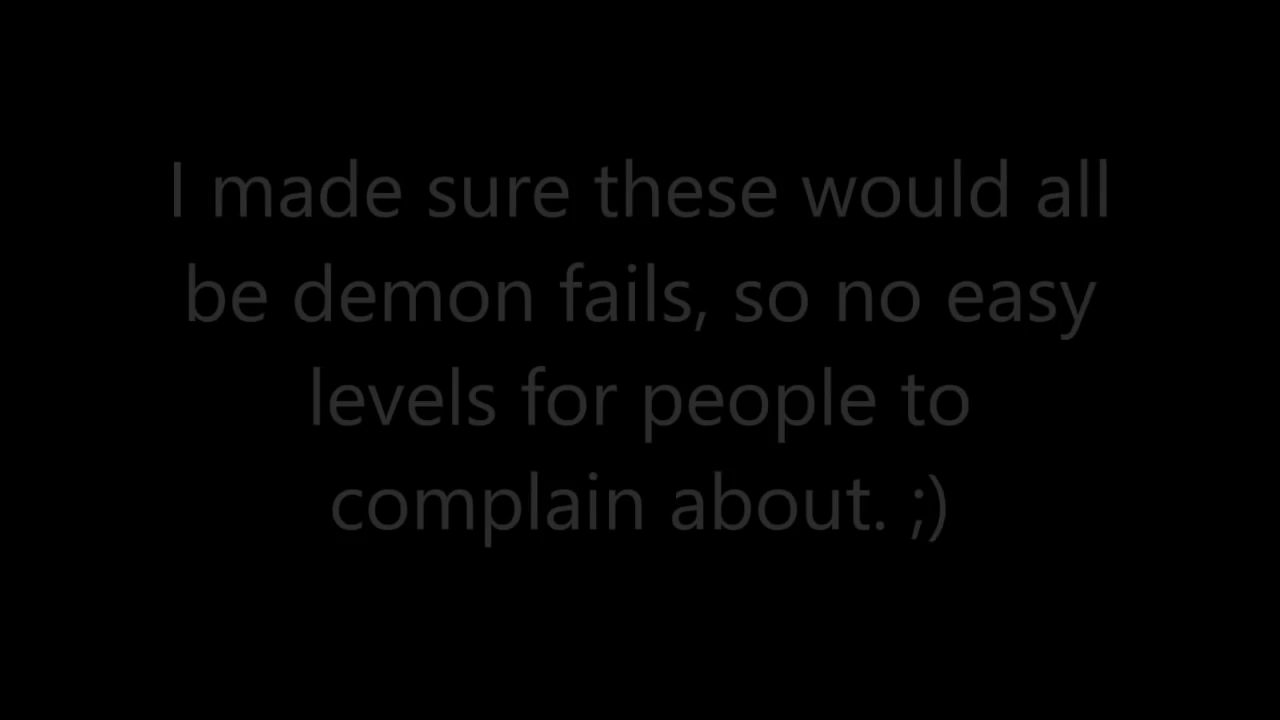 I made sure these would all
be demon fails, so no easy
levels for people to
complain about. ;)